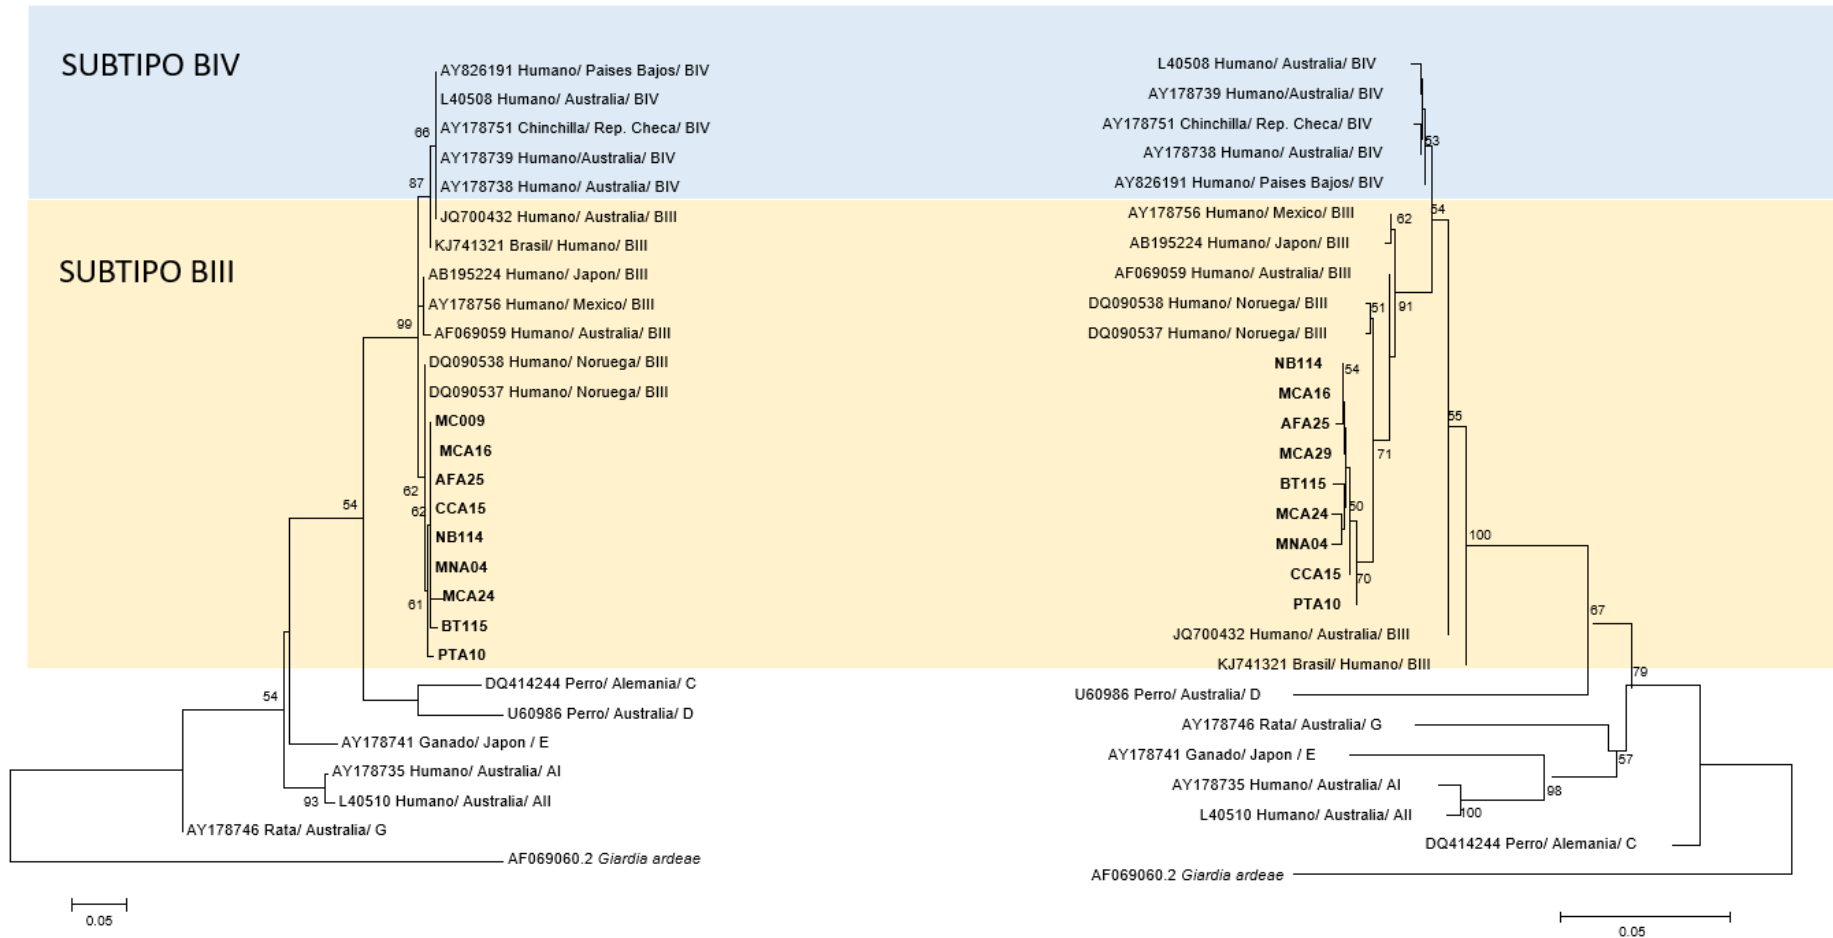 SUBTIPO BIV
AY826191 Humano/ Paises Bajos/ BIV
L40508 Humano/ Australia/ BIV
AY178751 Chinchilla/ Rep. Checa/ BIV
66
AY178739 Humano/Australia/ BIV
87
AY178738 Humano/ Australia/ BIV
JQ700432 Humano/ Australia/ BIII
KJ741321 Brasil/ Humano/ BIII
SUBTIPO BIII
AB195224 Humano/ Japon/ BIII
AY178756 Humano/ Mexico/ BIII
99
AF069059 Humano/ Australia/ BIII
DQ090538 Humano/ Noruega/ BIII
DQ090537 Humano/ Noruega/ BIII
MC009
MCA16
AFA25
62
54
CCA15
62
NB114
MNA04
MCA24
61
BT115
PTA10
DQ414244 Perro/ Alemania/ C
54
U60986 Perro/ Australia/ D
AY178741 Ganado/ Japon / E
AY178735 Humano/ Australia/ AI
93
L40510 Humano/ Australia/ AII
AY178746 Rata/ Australia/ G
AF069060.2 Giardia ardeae
0.05
L40508 Humano/ Australia/ BIV
AY178739 Humano/Australia/ BIV
AY178751 Chinchilla/ Rep. Checa/ BIV
53
AY178738 Humano/ Australia/ BIV
AY826191 Humano/ Paises Bajos/ BIV
54
AY178756 Humano/ Mexico/ BIII
62
AB195224 Humano/ Japon/ BIII
AF069059 Humano/ Australia/ BIII
DQ090538 Humano/ Noruega/ BIII
51
91
DQ090537 Humano/ Noruega/ BIII
NB114
54
MCA16
55
AFA25
MCA29
71
BT115
50
MCA24
100
MNA04
CCA15
70
PTA10
67
JQ700432 Humano/ Australia/ BIII
KJ741321 Brasil/ Humano/ BIII
79
U60986 Perro/ Australia/ D
AY178746 Rata/ Australia/ G
AY178741 Ganado/ Japon / E
57
AY178735 Humano/ Australia/ AI
98
L40510 Humano/ Australia/ AII
100
DQ414244 Perro/ Alemania/ C
AF069060.2 Giardia ardeae
0.05